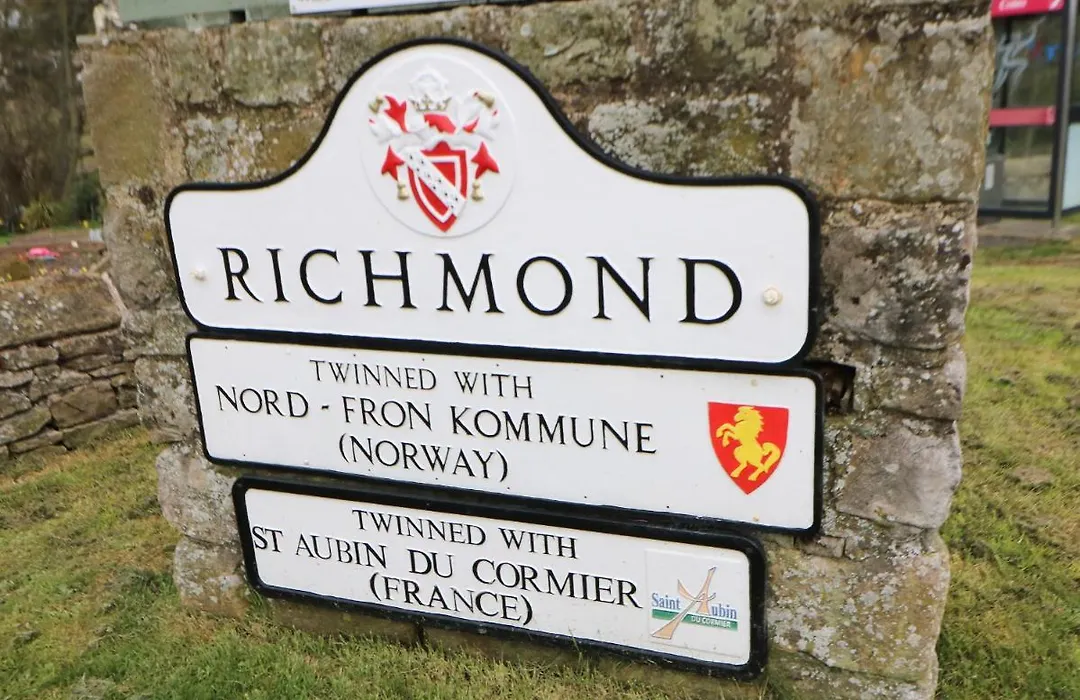 RICHMOND
TWINNED WITH
NORD - FRON KOMMUNE
(NORWAY)
TWINNED WITH
ST AUBIN DU CORMIER
(FRANCE)
Saint Aubin
DU CORMIER